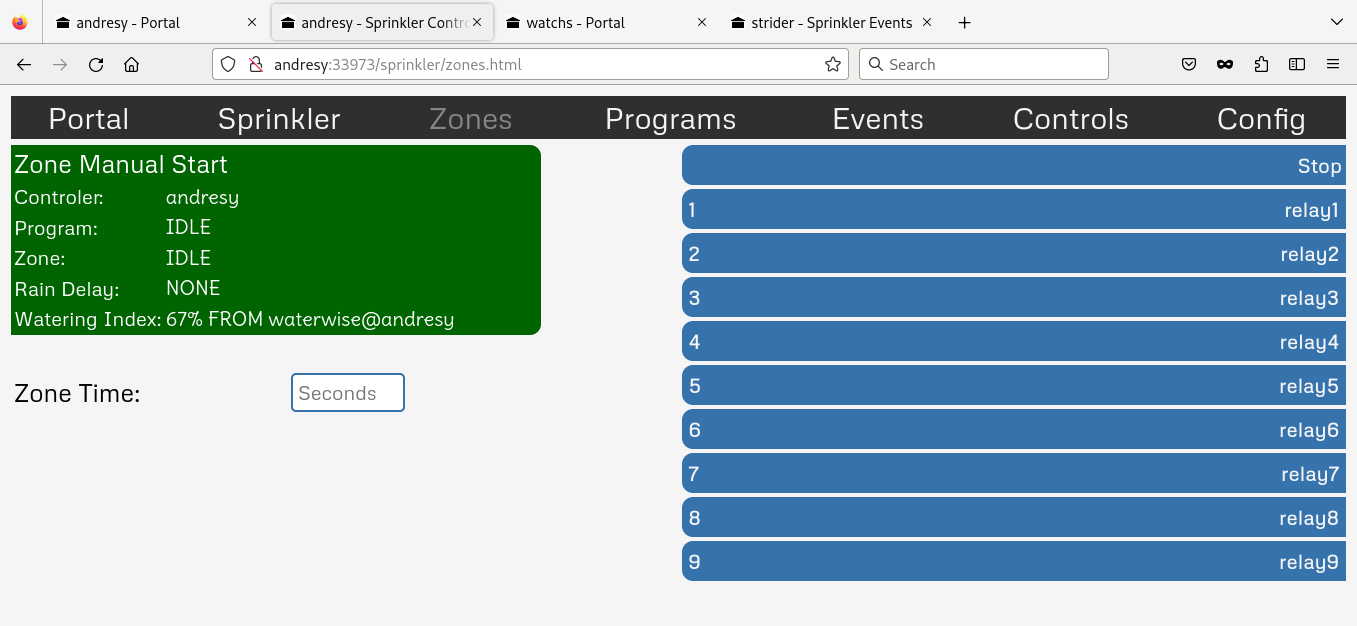 andresy - Portal
andresy - Sprinkler Contr
watchs - Portal
strider - Sprinkler Events
andresy:33973/sprinkler/zones.html
Search
Portal Sprinkler Zones Programs Events Controls Config
Zone Manual Start
Controler: andresy
Program: IDLE
Zone: IDLE
Rain Delay: NONE
Watering Index: 67% FROM waterwise@andresy
Zone Time: Seconds
Stop
1 relay1
2 relay2
3 relay3
4 relay4
5 relay5
6 relay6
7 relay7
8 relay8
9 relay9